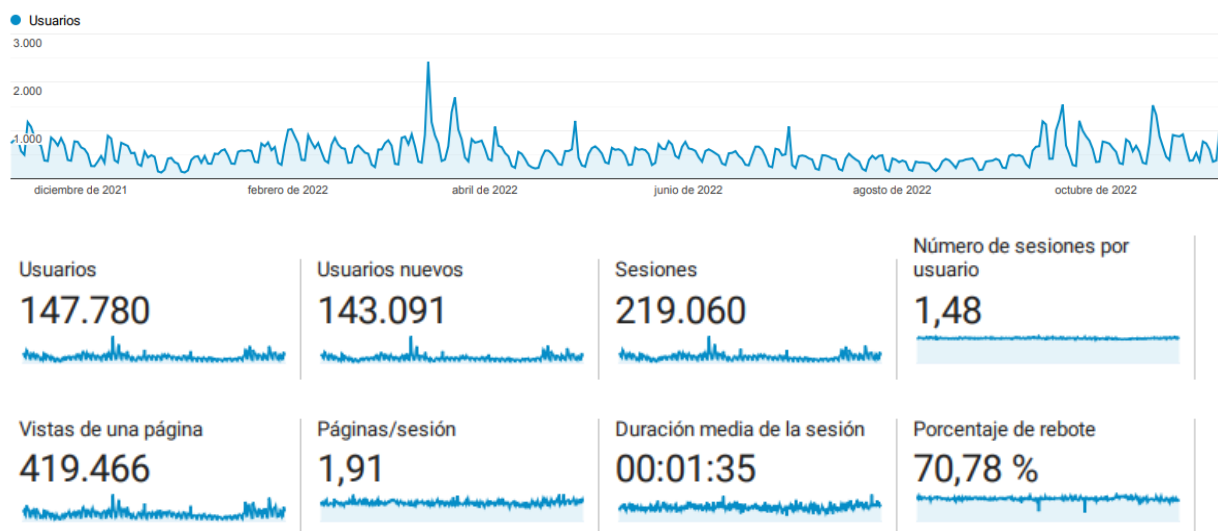 Usuarios
3.000
2.000
1.000
diciembre de 2021
febrero de 2022
abril de 2022
junio de 2022
agosto de 2022
octubre de 2022
Usuarios
147.780
Usuarios nuevos
143.091
Sesiones
219.060
Número de sesiones por
usuario
1,48
Vistas de una página
419.466
Páginas/sesión
1,91
Duración media de la sesión
00:01:35
Porcentaje de rebote
70,78 %